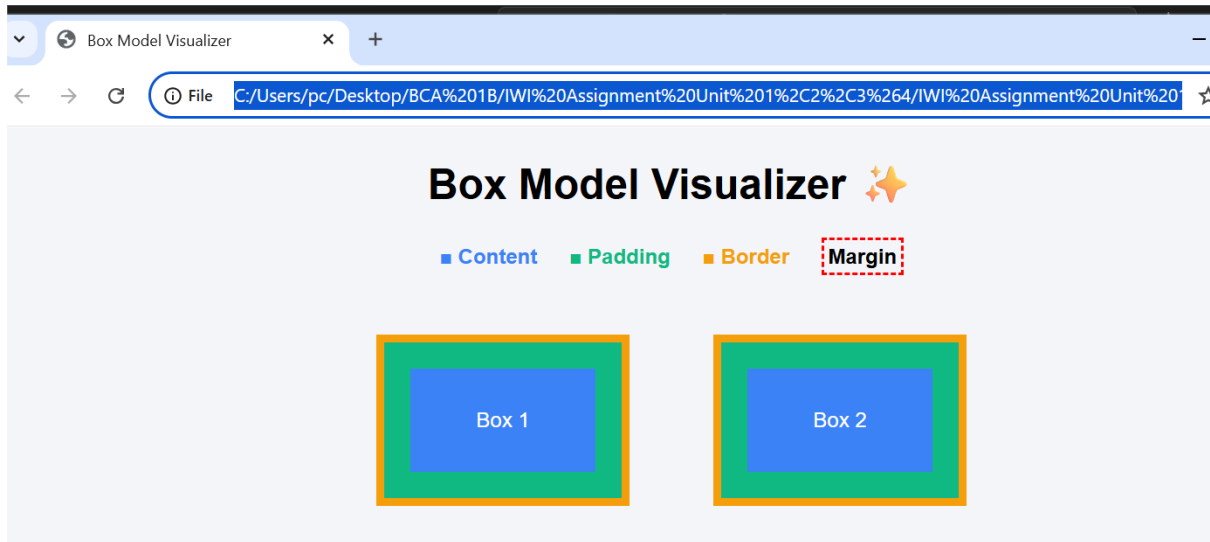 Box Model Visualizer
File C:/Users/pc/Desktop/BCA%201B/IWI%20Assignment%20Unit%201%2C2%2C3%264/IWI%20Assignment%20Unit%201
Box Model Visualizer ✨
■ Content ■ Padding ■ Border Margin
Box 1 Box 2